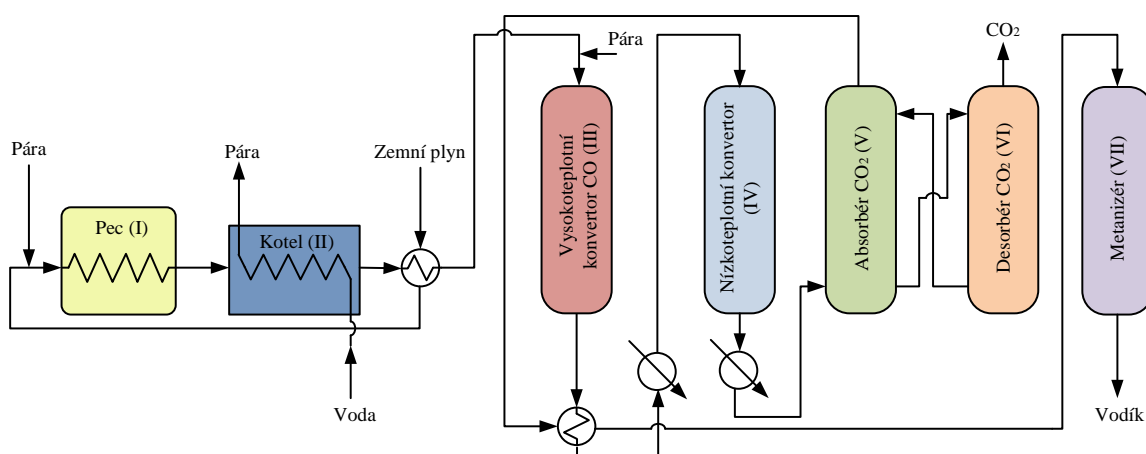 CO₂
Pára
Zemní plyn
Pára
Pára
Pec (I)
Kotel (II)
Vysokoteplotní
konvertor CO (III)
Nízkoteplotní konvertor
(IV)
Absorbér CO₂ (V)
Desorbér CO₂ (VI)
Metanizér (VII)
Voda
Vodík